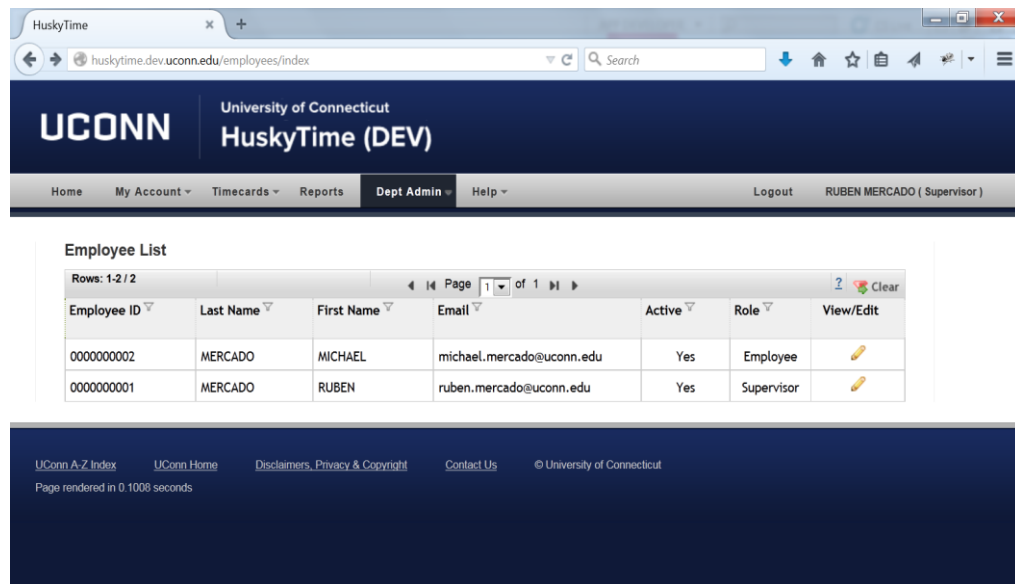 HuskyTime
huskytime.dev.uconn.edu/employees/index
Search
UCONN
University of Connecticut
HuskyTime (DEV)
Home My Account Timecards Reports Dept Admin Help Logout RUBEN MERCADO ( Supervisor )
Employee List
Rows: 1-2 / 2 Page 1 of 1 ? Clear
Employee ID Last Name First Name Email Active Role View/Edit
0000000002 MERCADO MICHAEL michael.mercado@uconn.edu Yes Employee
0000000001 MERCADO RUBEN ruben.mercado@uconn.edu Yes Supervisor
UConn A-Z Index UConn Home Disclaimers, Privacy & Copyright Contact Us © University of Connecticut
Page rendered in 0.1008 seconds